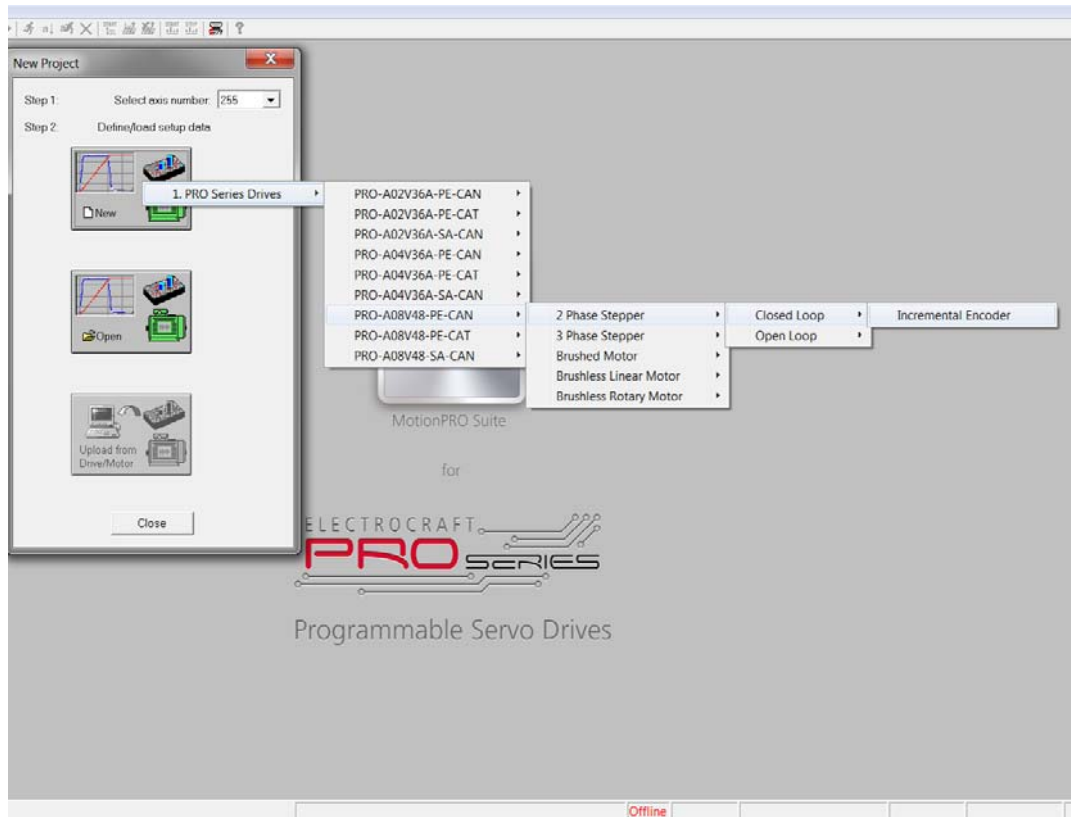 New Project
Step 1: Select axis number: 255
Step 2: Define/load setup data
New
1. PRO Series Drives
PRO-A02V36A-PE-CAN
PRO-A02V36A-PE-CAT
PRO-A02V36A-SA-CAN
PRO-A04V36A-PE-CAN
PRO-A04V36A-PE-CAT
PRO-A04V36A-SA-CAN
PRO-A08V48-PE-CAN
PRO-A08V48-PE-CAT
PRO-A08V48-SA-CAN
2 Phase Stepper
3 Phase Stepper
Brushed Motor
Brushless Linear Motor
Brushless Rotary Motor
Closed Loop
Open Loop
Incremental Encoder
Open
Upload from
Drive/Motor
Close
MotionPRO Suite
for
ELECTROCRAFT
PRO SERIES
Programmable Servo Drives
Offline